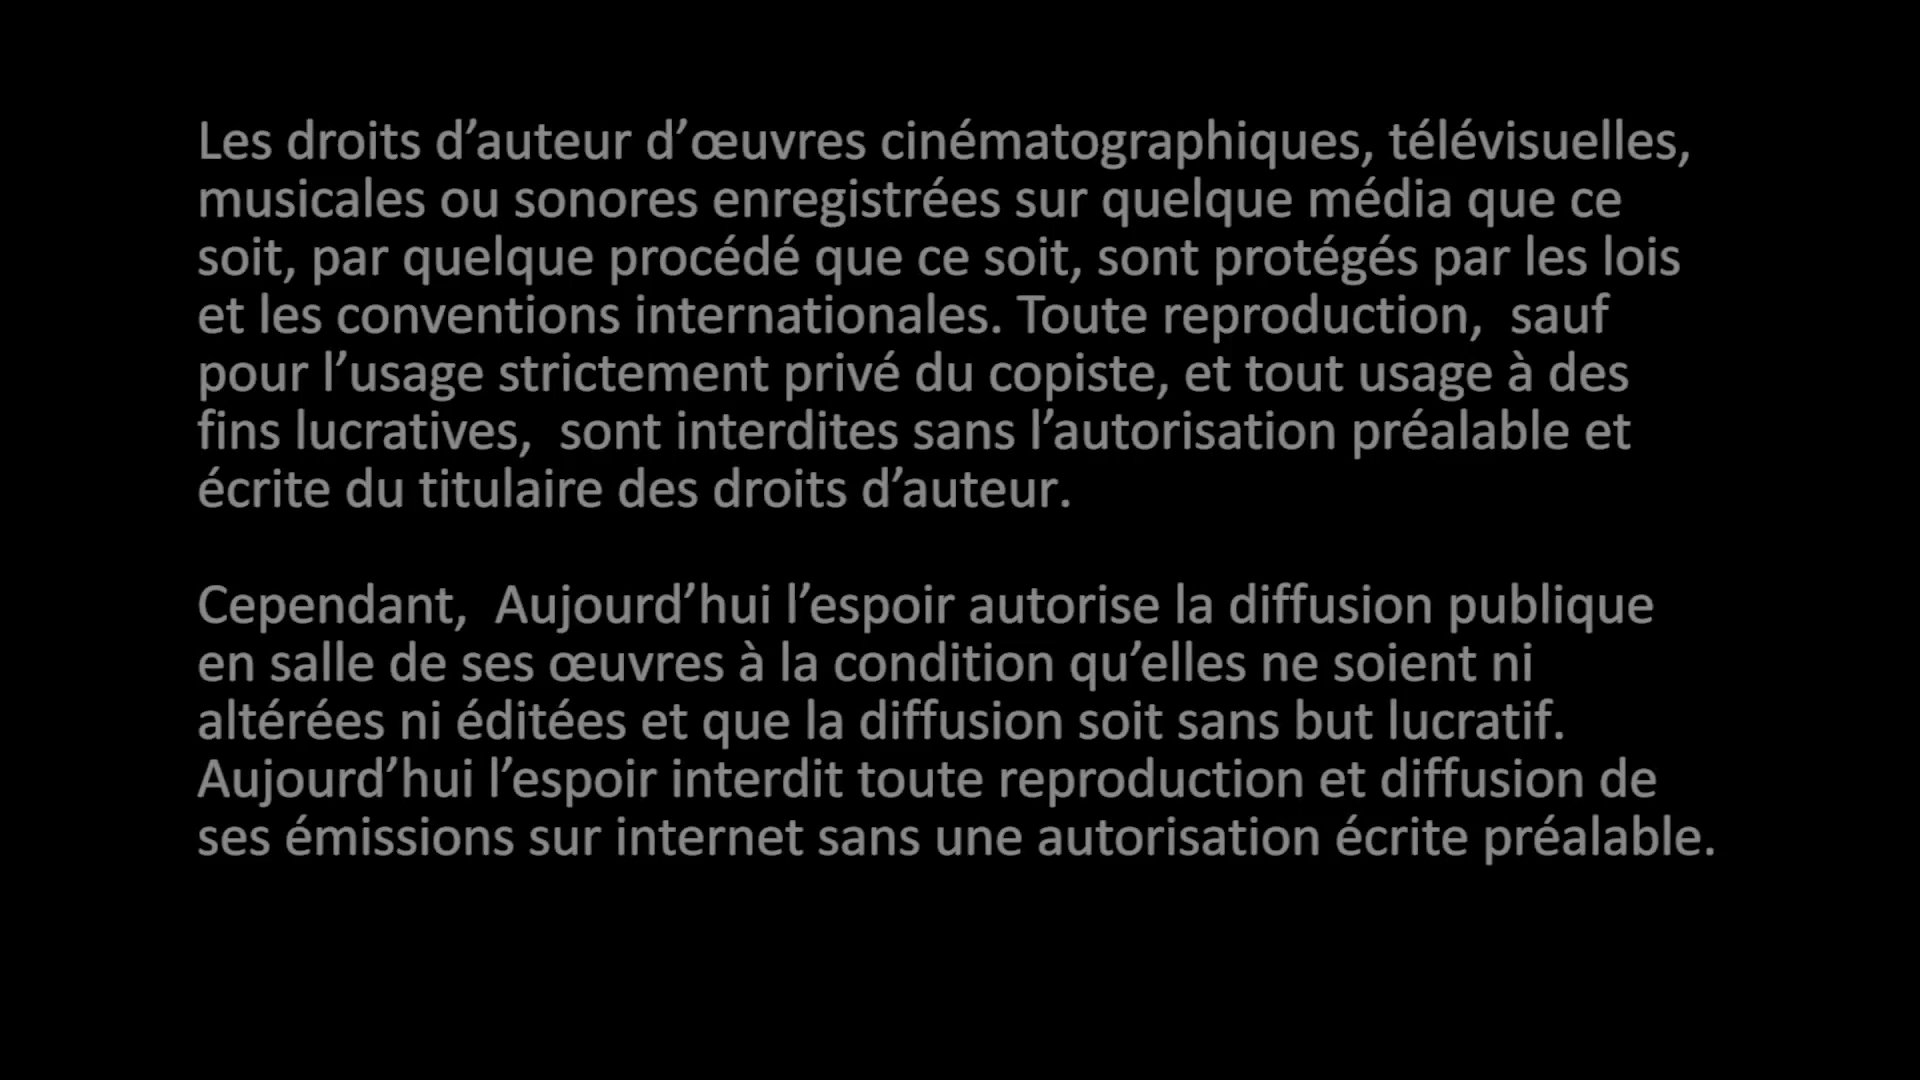 Les droits d’auteur d’œuvres cinématographiques, télévisuelles,
musicales ou sonores enregistrées sur quelque média que ce
soit, par quelque procédé que ce soit, sont protégés par les lois
et les conventions internationales. Toute reproduction,  sauf
pour l’usage strictement privé du copiste, et tout usage à des
fins lucratives,  sont interdites sans l’autorisation préalable et
écrite du titulaire des droits d’auteur.
Cependant,  Aujourd’hui l’espoir autorise la diffusion publique
en salle de ses œuvres à la condition qu’elles ne soient ni
altérées ni éditées et que la diffusion soit sans but lucratif.
Aujourd’hui l’espoir interdit toute reproduction et diffusion de
ses émissions sur internet sans une autorisation écrite préalable.